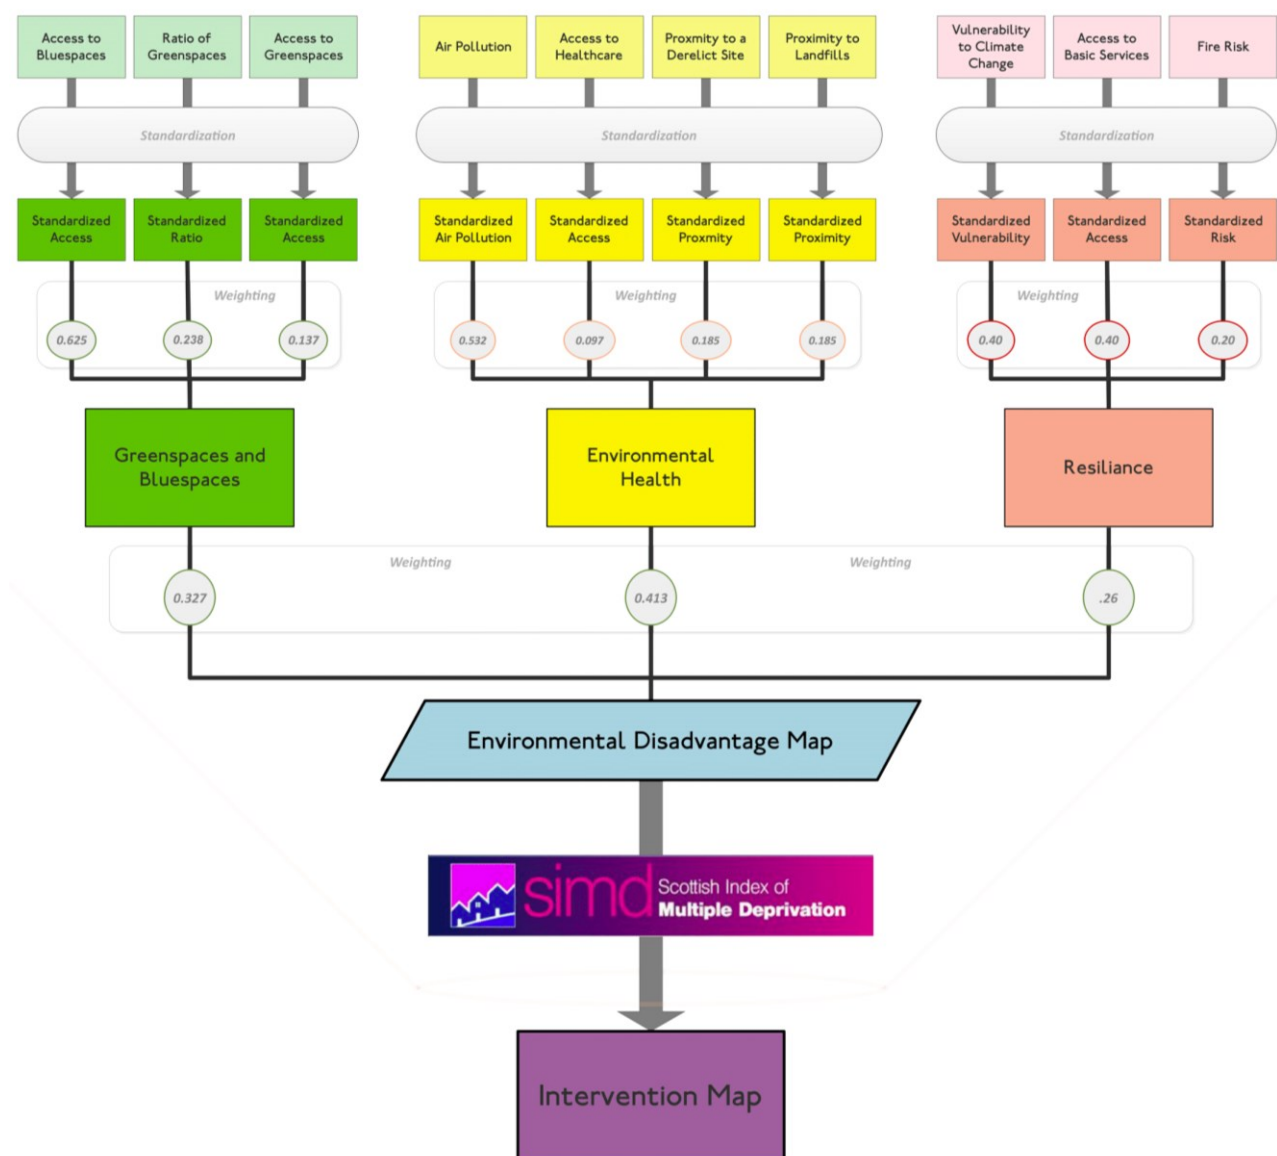 Access to
Bluespaces
Ratio of
Greenspaces
Access to
Greenspaces
Air Pollution
Access to
Healthcare
Proxmity to a
Derelict Site
Proximity to
Landfills
Vulnerability
to Climate
Change
Access to
Basic Services
Fire Risk
Standardization
Standardization
Standardization
Standardized
Access
Standardized
Ratio
Standardized
Access
Standardized
Air Pollution
Standardized
Access
Standardized
Proxmity
Standardized
Proximity
Standardized
Vulnerability
Standardized
Access
Standardized
Risk
Weighting
Weighting
Weighting
0.625
0.238
0.137
0.532
0.097
0.185
0.185
0.40
0.40
0.20
Greenspaces and
Bluespaces
Environmental
Health
Resiliance
Weighting
Weighting
0.327
0.413
.26
Environmental Disadvantage Map
simd
Scottish Index of
Multiple Deprivation
Intervention Map